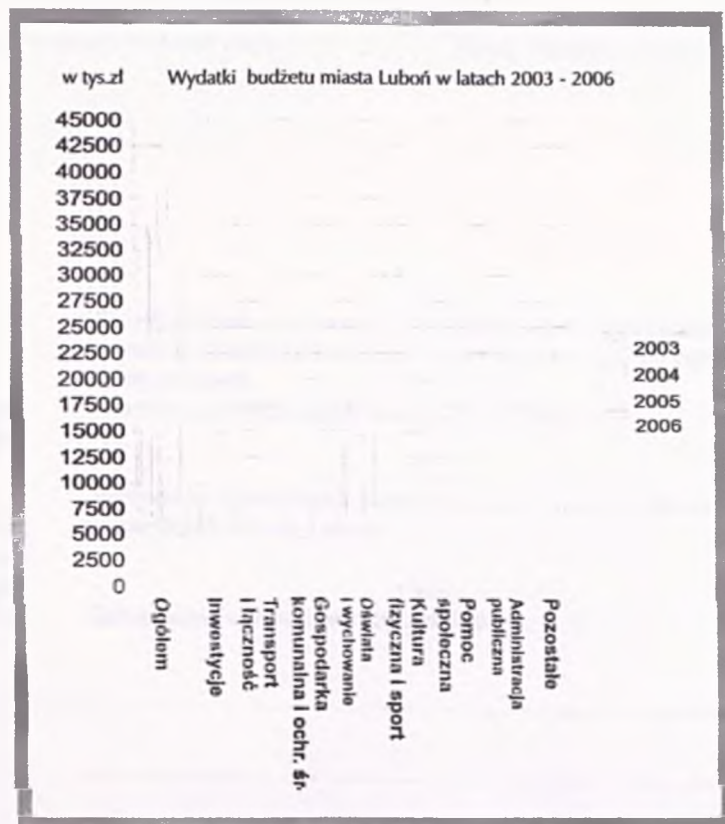 w tys.zł
Wydatki budżetu miasta Luboń w latach 2003 - 2006
45000
42500
40000
37500
35000
32500
30000
27500
25000
22500
20000
17500
15000
12500
10000
7500
5000
2500
0
2003
2004
2005
2006
Ogółem
Inwestycje
Transport
i łączność
Gospodarka
komunalna i ochr. śr.
Oświata
i wychowanie
Kultura
fizyczna i sport
Pomoc
społeczna
Administracja
publiczna
Pozostałe